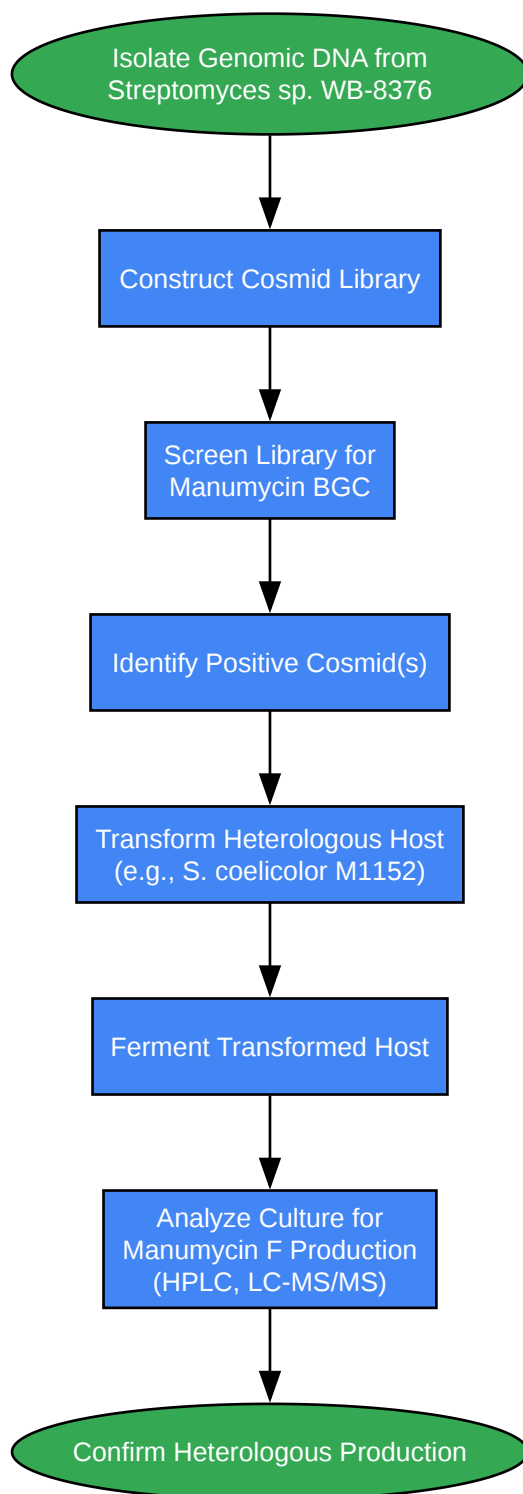 Isolate Genomic DNA from
Streptomyces sp. WB-8376
Construct Cosmid Library
Screen Library for
Manumycin BGC
Identify Positive Cosmid(s)
Transform Heterologous Host
(e.g., S. coelicolor M1152)
Ferment Transformed Host
Analyze Culture for
Manumycin F Production
(HPLC, LC-MS/MS)
Confirm Heterologous Production